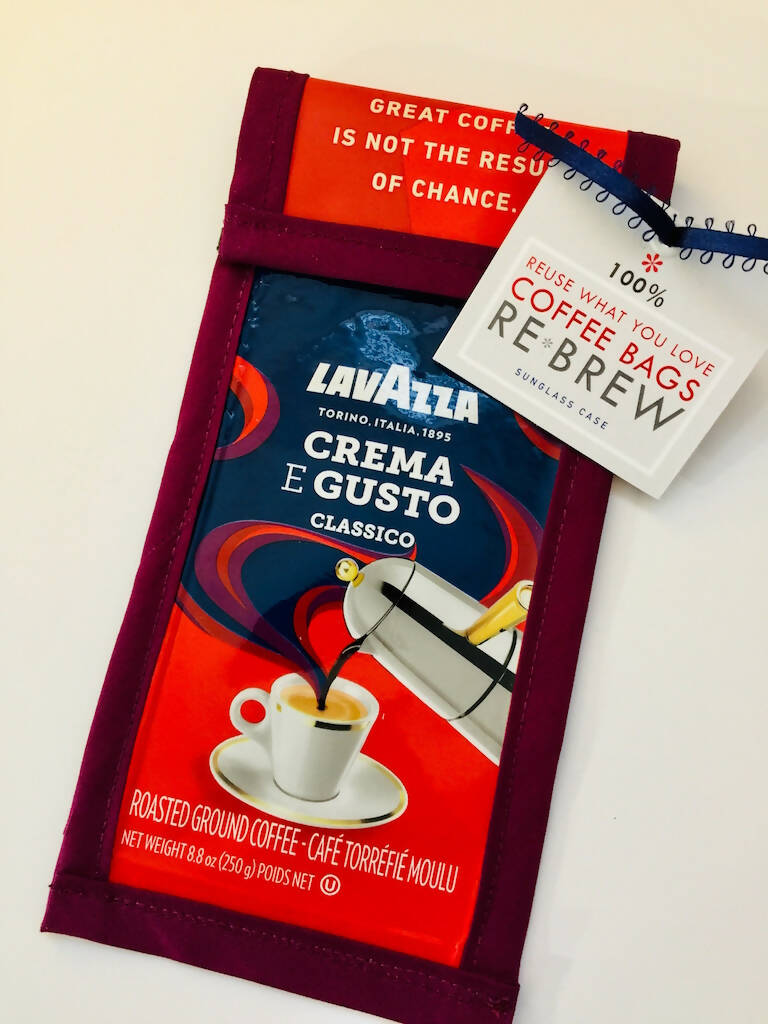 GREAT COFF
IS NOT THE RESU
OF CHANCE.
*
100%
REUSE WHAT YOU LOVE
COFFEE BAGS
RE*BREW
SUNGLASS CASE
LAVAZZA
TORINO, ITALIA, 1895
CREMA
E GUSTO
CLASSICO
ROASTED GROUND COFFEE - CAFÉ TORRÉFIÉ MOULU
NET WEIGHT 8.8 oz (250 g) POIDS NET U